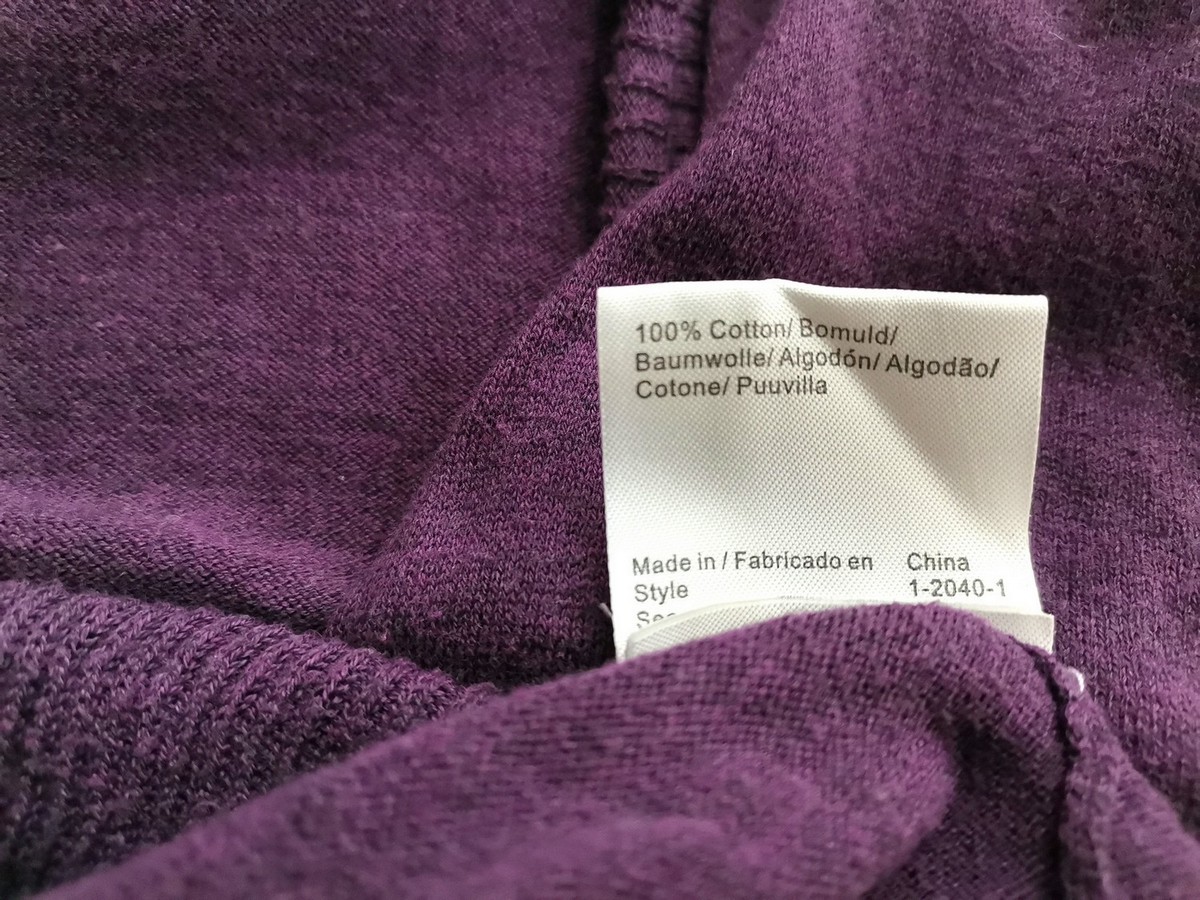 100% Cotton/ Bomuld/
Baumwolle/ Algodón/ Algodão/
Cotone/ Puuvilla
Made in / Fabricado en China
Style 1-2040-1